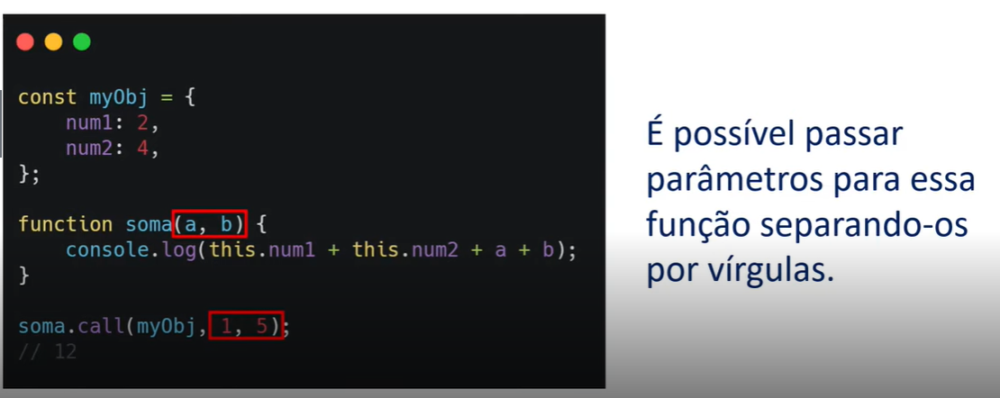 const myObj = {
    num1: 2,
    num2: 4,
};
function soma(a, b) {
    console.log(this.num1 + this.num2 + a + b);
}
soma.call(myObj, 1, 5);
// 12
É possível passar
parâmetros para essa
função separando-os
por vírgulas.